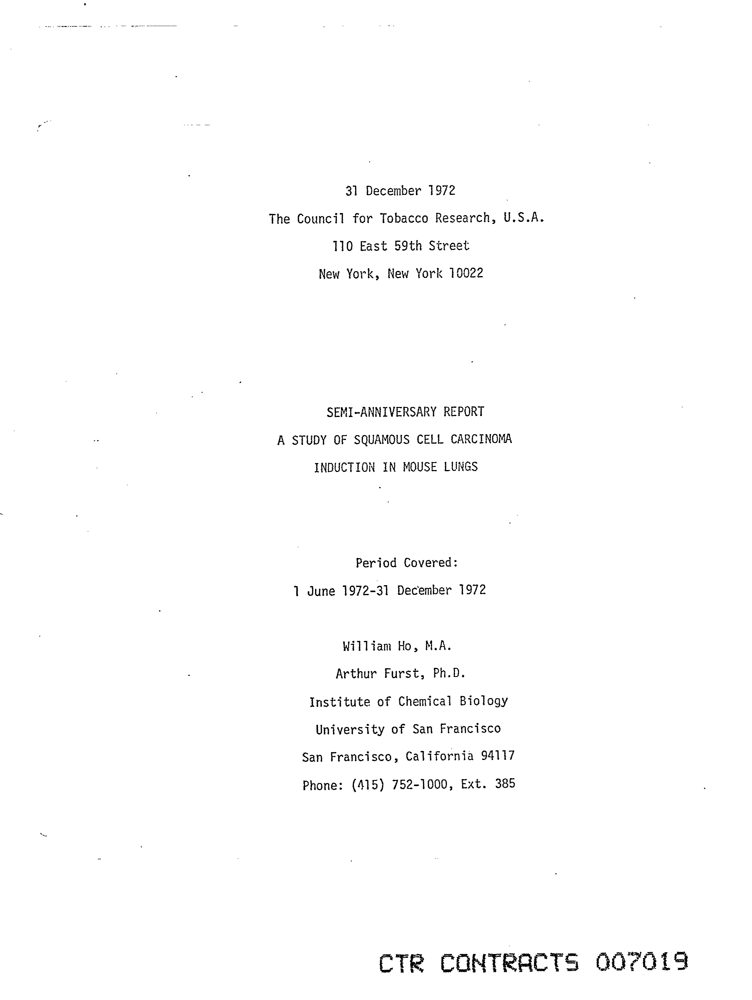 31 December 1972
The Council for Tobacco Research, U.S.A.
110 East 59th Street
New York, New York 10022
SEMI-ANNIVERSARY REPORT
A STUDY OF SQUAMOUS CELL CARCINOMA
INDUCTION IN MOUSE LUNGS
Period Covered:
1 June 1972-31 December 1972
William Ho, M.A.
Arthur Furst, Ph.D.
Institute of Chemical Biology
University of San Francisco
San Francisco, California 94117
Phone: (415) 752-1000, Ext. 385
CTR CONTRACTS 007019